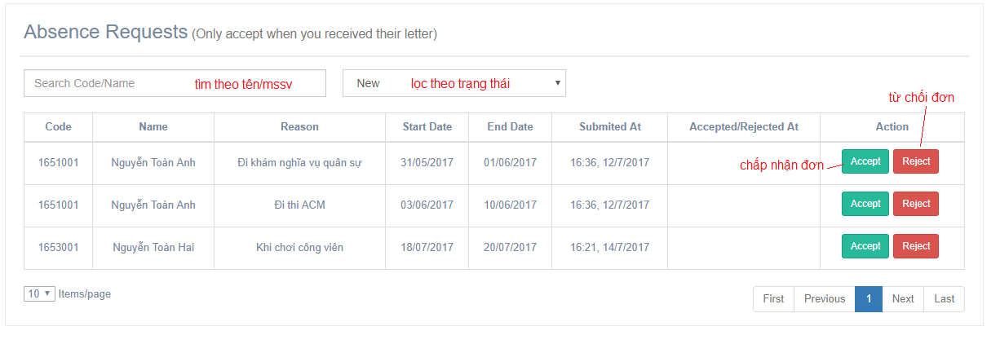 Absence Requests (Only accept when you received their letter)
Search Code/Name tìm theo tên/mssv New lọc theo trạng thái
từ chối đơn
Code Name Reason Start Date End Date Submited At Accepted/Rejected At Action
1651001 Nguyễn Toàn Anh Đi khám nghĩa vụ quân sự 31/05/2017 01/06/2017 16:36, 12/7/2017 chấp nhận đơn Accept Reject
1651001 Nguyễn Toàn Anh Đi thi ACM 03/06/2017 10/06/2017 16:36, 12/7/2017 Accept Reject
1653001 Nguyễn Toàn Hai Khi chơi công viên 18/07/2017 20/07/2017 16:21, 14/7/2017 Accept Reject
10 Items/page First Previous 1 Next Last